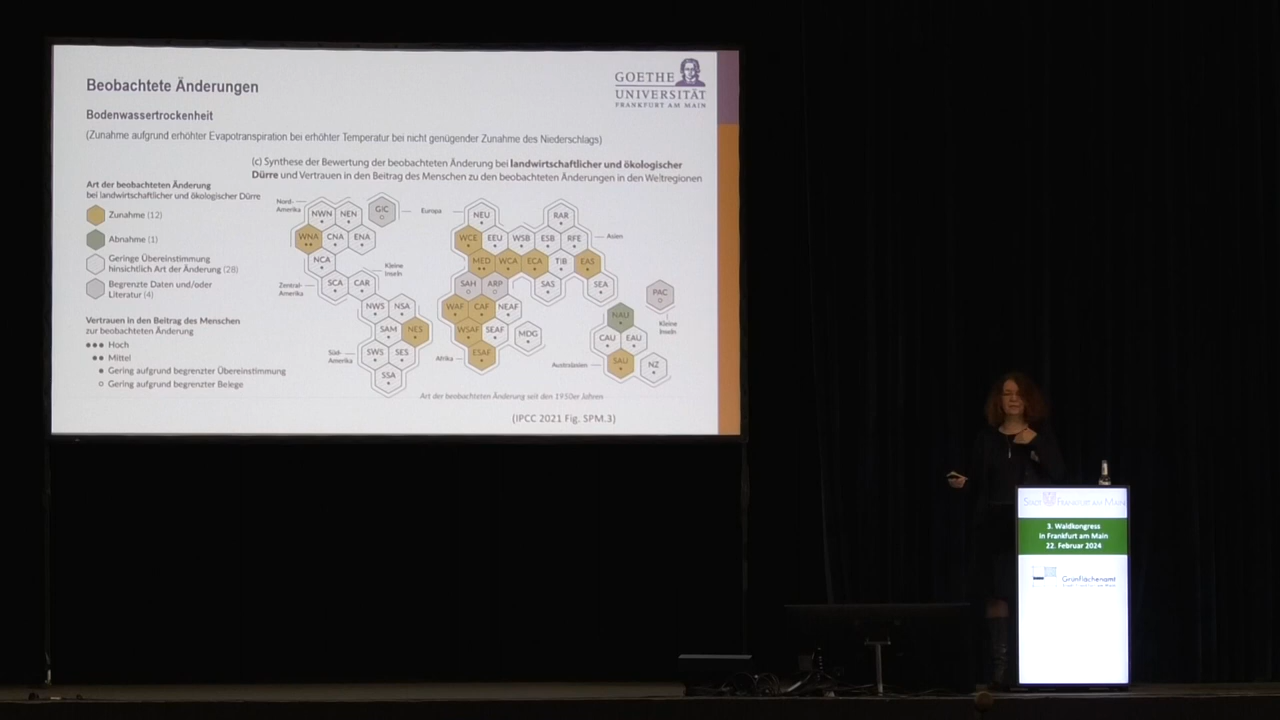 Beobachtete Änderungen
GOETHE
UNIVERSITÄT
FRANKFURT AM MAIN
Bodenwassertrockenheit
(Zunahme aufgrund erhöhter Evapotranspiration bei erhöhter Temperatur bei nicht genügender Zunahme des Niederschlags)
(c) Synthese der Bewertung der beobachteten Änderung bei landwirtschaftlicher und ökologischer
Dürre und Vertrauen in den Beitrag des Menschen zu den beobachteten Änderungen in den Weltregionen
Art der beobachteten Änderung
bei landwirtschaftlicher und ökologischer Dürre
Zunahme (12)
Abnahme (1)
Geringe Übereinstimmung
hinsichtlich Art der Änderung (28)
Begrenzte Daten und/oder
Literatur (4)
Vertrauen in den Beitrag des Menschen
zur beobachteten Änderung
Hoch
Mittel
Gering aufgrund begrenzter Übereinstimmung
Gering aufgrund begrenzter Belege
Nord-
Amerika
NWN NEN GIC
WNA CNA ENA
NCA
Zentral-
Amerika
SCA CAR
Kleine
Inseln
NWS NSA
SAM NES
Süd-
Amerika
SWS SES
SSA
Europa
NEU RAR
WCE EEU WSB ESB RFE
Asien
MED WCA ECA TIB EAS
SAH ARP SAS SEA
WAF CAF NEAF
WSAF SEAF MDG
Afrika
ESAF
PAC
Kleine
Inseln
NAU
CAU EAU
Australasien
SAU NZ
Art der beobachteten Änderung seit den 1950er Jahren
(IPCC 2021 Fig. SPM.3)
STADT FRANKFURT AM MAIN
3. Waldkongress
in Frankfurt am Main
22. Februar 2024
Grünflächenamt